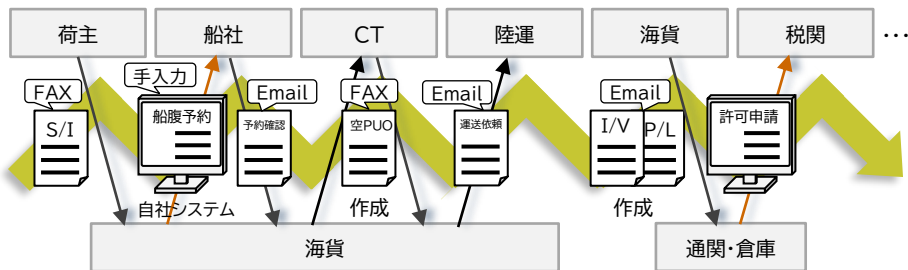 荷主
船社
CT
陸運
海貨
税関
…
FAX
手入力
Email
FAX
Email
Email
S/I
船腹予約
予約確認
空PUO
運送依頼
I/V
P/L
許可申請
自社システム
作成
作成
海貨
通関・倉庫